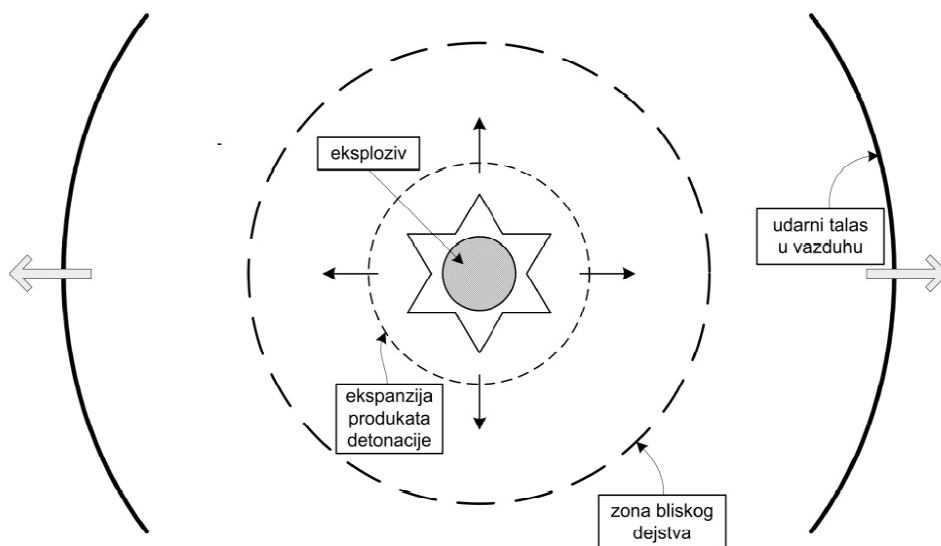 eksploziv
udarni talas
u vazduhu
ekspanzija
produkata
detonacije
zona bliskog
dejstva